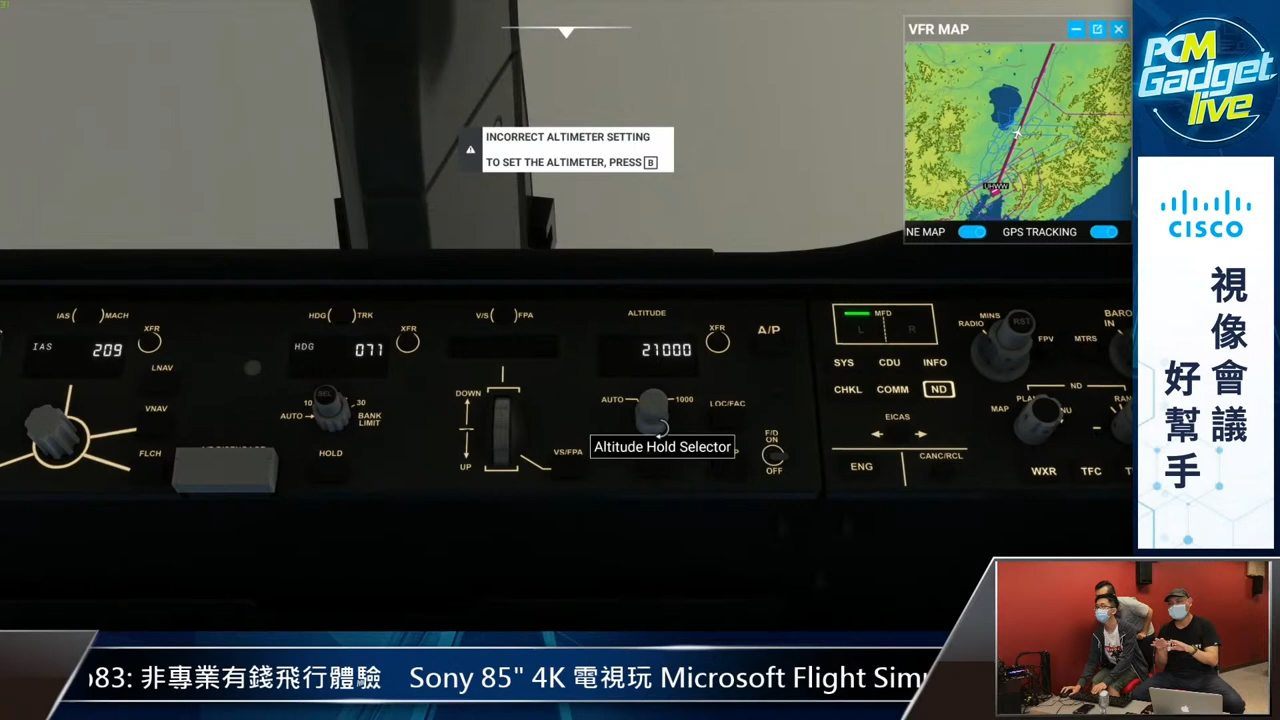 VFR MAP
INCORRECT ALTIMETER SETTING
TO SET THE ALTIMETER, PRESS B
UHWW
NE MAP
GPS TRACKING
PCM
Gadget
live
CISCO
視像會議
好幫手
IAS ( ) MACH
XFR
IAS 209
LNAV
VNAV
FLCH
HDG ( ) TRK
XFR
HDG 071
SEL
10 30
AUTO
BANK
LIMIT
HOLD
V/S ( ) FPA
DOWN
UP
VS/FPA
ALTITUDE
XFR
21000
AUTO 1000
LOC/FAC
Altitude Hold Selector
A/P
F/D
ON
OFF
MFD
L R
SYS CDU INFO
CHKL COMM ND
EICAS
ENG
CANC/RCL
MINS
RADIO
RST
FPV
MTRS
BARO
IN
ND
MAP
WXR
TFC
83: 非專業有錢飛行體驗 Sony 85" 4K 電視玩 Microsoft Flight Sim